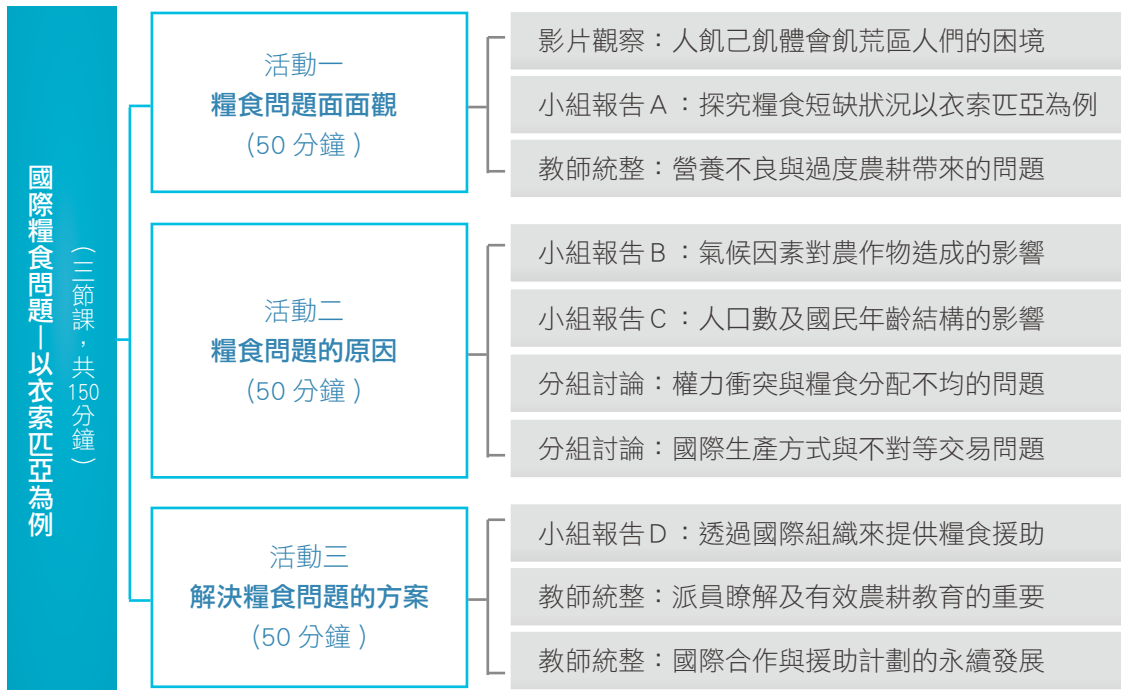 國際糧食問題—以衣索匹亞為例
（三節課，共150分鐘）
活動一
糧食問題面面觀
（50 分鐘）
影片觀察：人飢己飢體會飢荒區人們的困境
小組報告A：探究糧食短缺狀況以衣索匹亞為例
教師統整：營養不良與過度農耕帶來的問題
活動二
糧食問題的原因
（50 分鐘）
小組報告B：氣候因素對農作物造成的影響
小組報告C：人口數及國民年齡結構的影響
分組討論：權力衝突與糧食分配不均的問題
分組討論：國際生產方式與不對等交易問題
活動三
解決糧食問題的方案
（50 分鐘）
小組報告D：透過國際組織來提供糧食援助
教師統整：派員瞭解及有效農耕教育的重要
教師統整：國際合作與援助計劃的永續發展